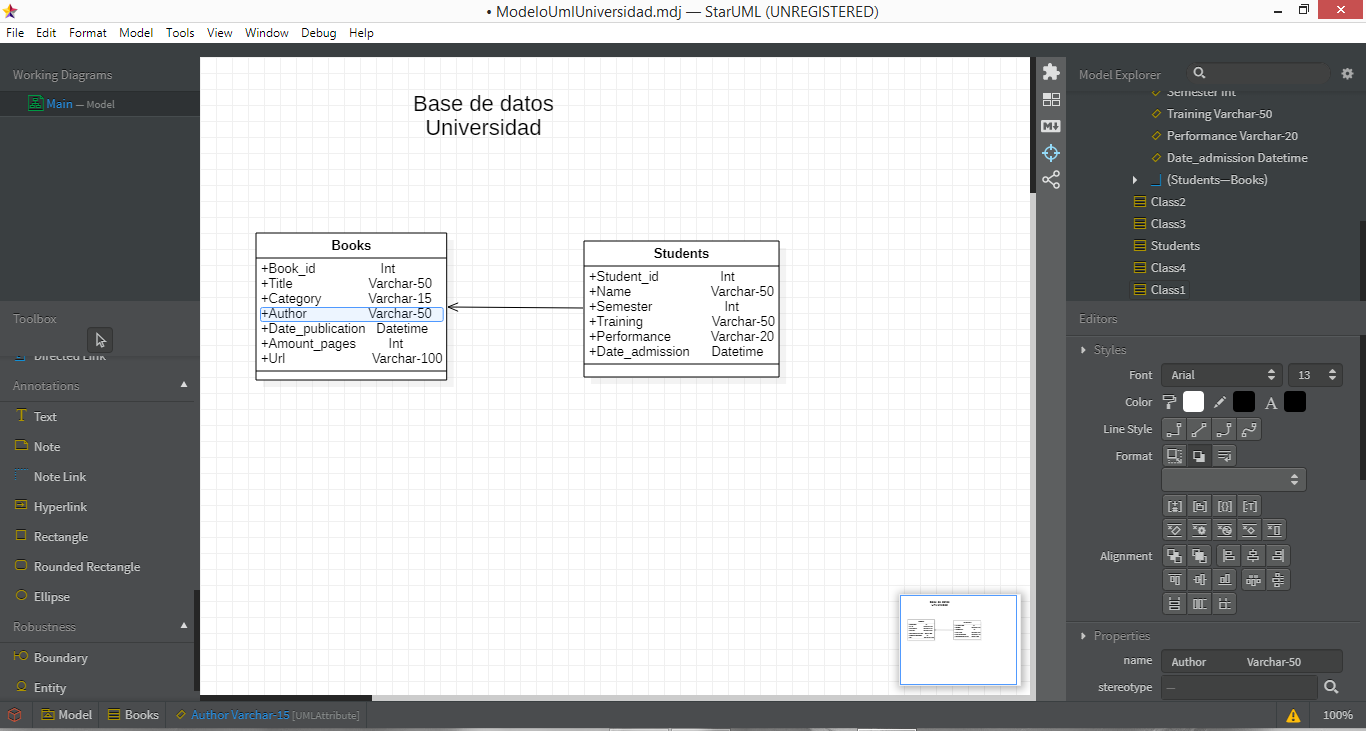 • ModeloUmlUniversidad.mdj — StarUML (UNREGISTERED)
File Edit Format Model Tools View Window Debug Help
Working Diagrams
Main — Model
Toolbox
Directed Link
Annotations
Text
Note
Note Link
Hyperlink
Rectangle
Rounded Rectangle
Ellipse
Robustness
Boundary
Entity
Base de datos
Universidad
Books
+Book_id Int
+Title Varchar-50
+Category Varchar-15
+Author Varchar-50
+Date_publication Datetime
+Amount_pages Int
+Url Varchar-100
Students
+Student_id Int
+Name Varchar-50
+Semester Int
+Training Varchar-50
+Performance Varchar-20
+Date_admission Datetime
Model Explorer
Semester Int
Training Varchar-50
Performance Varchar-20
Date_admission Datetime
(Students—Books)
Class2
Class3
Students
Class4
Class1
Editors
Styles
Font Arial 13
Color
Line Style
Format
Alignment
Properties
name Author Varchar-50
stereotype —
Model Books Author Varchar-15 [UMLAttribute] 100%